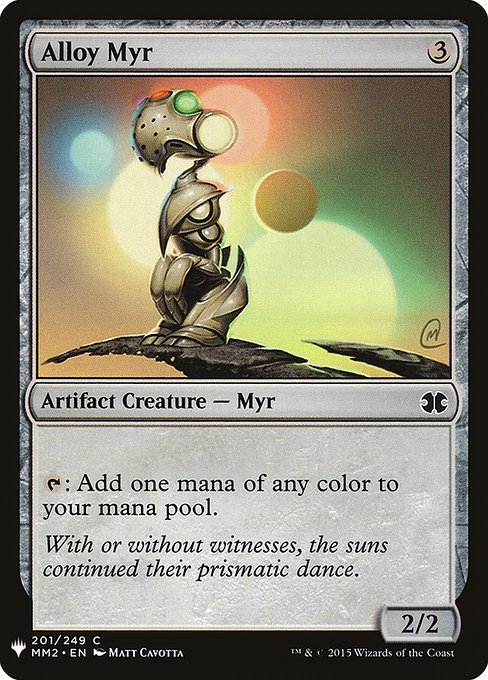 Alloy Myr 3
Artifact Creature — Myr
: Add one mana of any color to
your mana pool.
With or without witnesses, the suns
continued their prismatic dance.
2/2
201/249 C
MM2 • EN Matt Cavotta
™ & © 2015 Wizards of the Coast